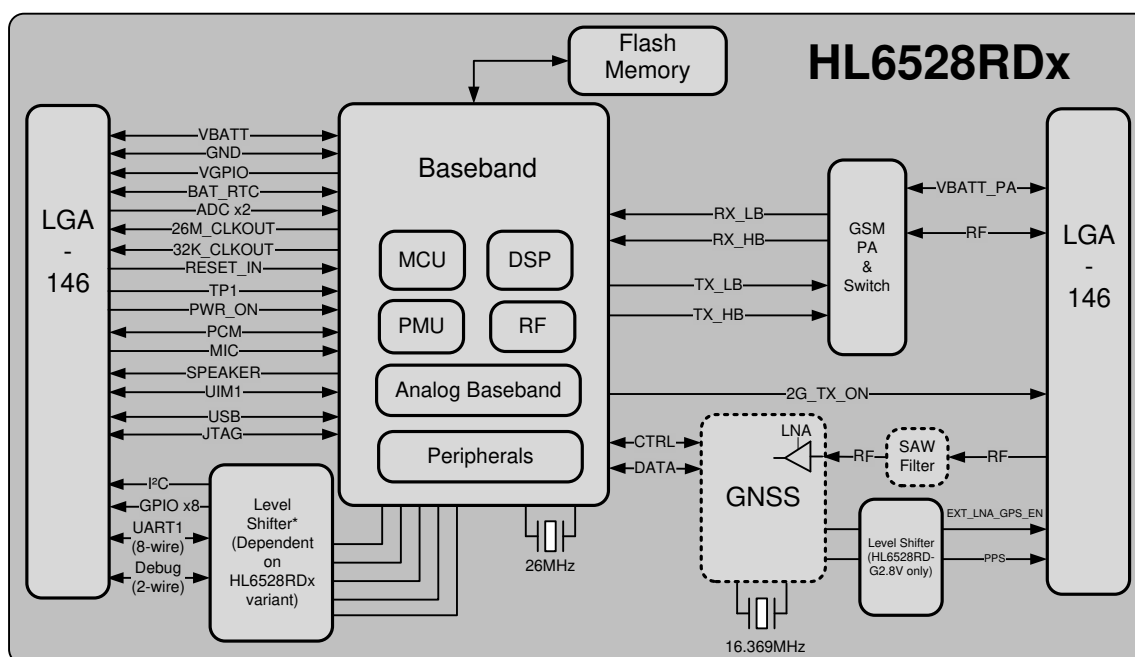 Flash
Memory
HL6528RDx
LGA
-
146
VBATT
GND
VGPIO
BAT_RTC
ADC x2
26M_CLKOUT
32K_CLKOUT
RESET_IN
TP1
PWR_ON
PCM
MIC
SPEAKER
UIM1
USB
JTAG
I²C
GPIO x8
UART1
(8-wire)
Debug
(2-wire)
Level
Shifter*
(Dependent
on
HL6528RDx
variant)
Baseband
MCU
DSP
PMU
RF
Analog Baseband
Peripherals
26MHz
RX_LB
RX_HB
TX_LB
TX_HB
GSM
PA
&
Switch
VBATT_PA
RF
2G_TX_ON
CTRL
DATA
LNA
GNSS
RF
SAW
Filter
RF
Level Shifter
(HL6528RD-
G2.8V only)
EXT_LNA_GPS_EN
PPS
16.369MHz
LGA
-
146